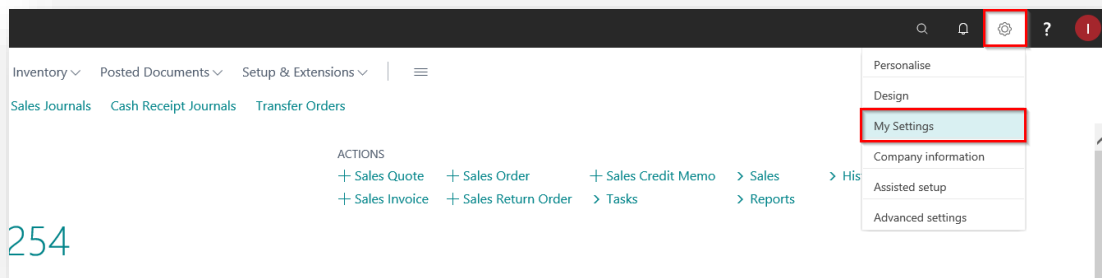 ? I
Inventory Posted Documents Setup & Extensions
Personalise
Design
Sales Journals Cash Receipt Journals Transfer Orders
My Settings
Company information
Assisted setup
Advanced settings
ACTIONS
+ Sales Quote + Sales Order + Sales Credit Memo > Sales > His
+ Sales Invoice + Sales Return Order > Tasks > Reports
254